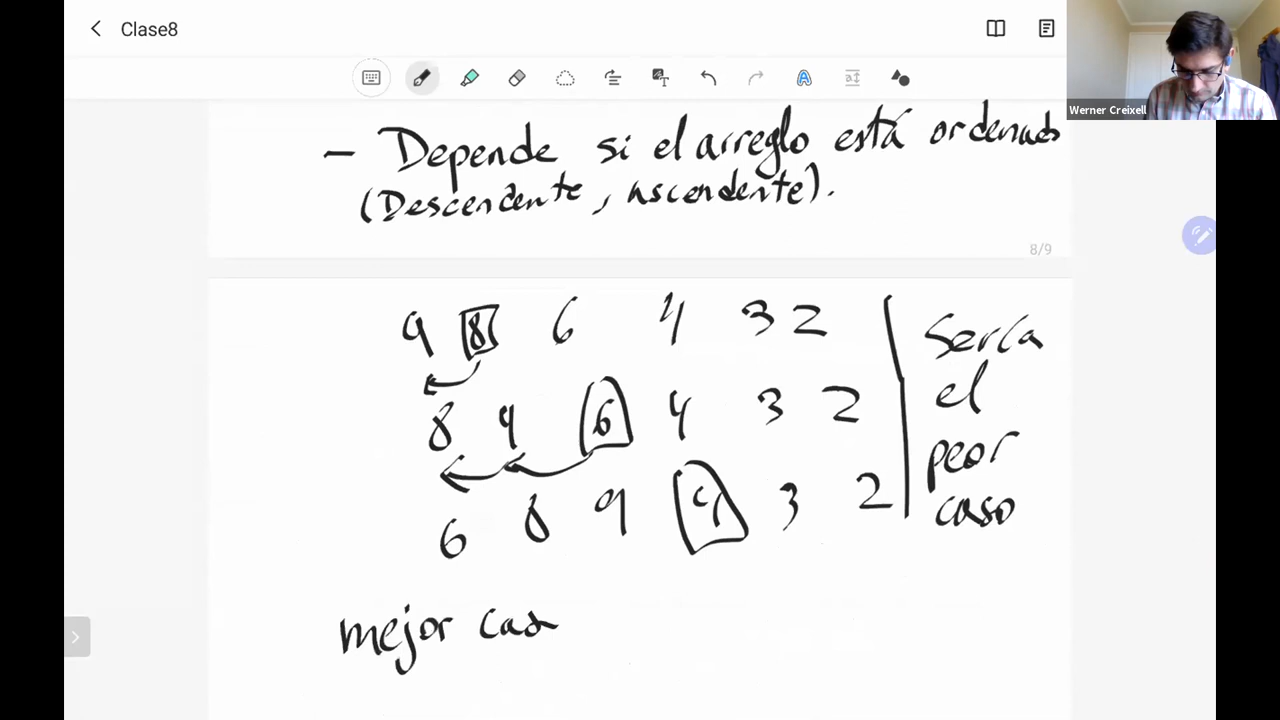 Clase8
Werner Creixell
- Depende si el arreglo está ordenado
(Descendente, ascendente).
8/9
9 8 6 4 3 2
8 9 6 4 3 2
6 8 9 4 3 2
Sería
el
peor
caso
mejor caso